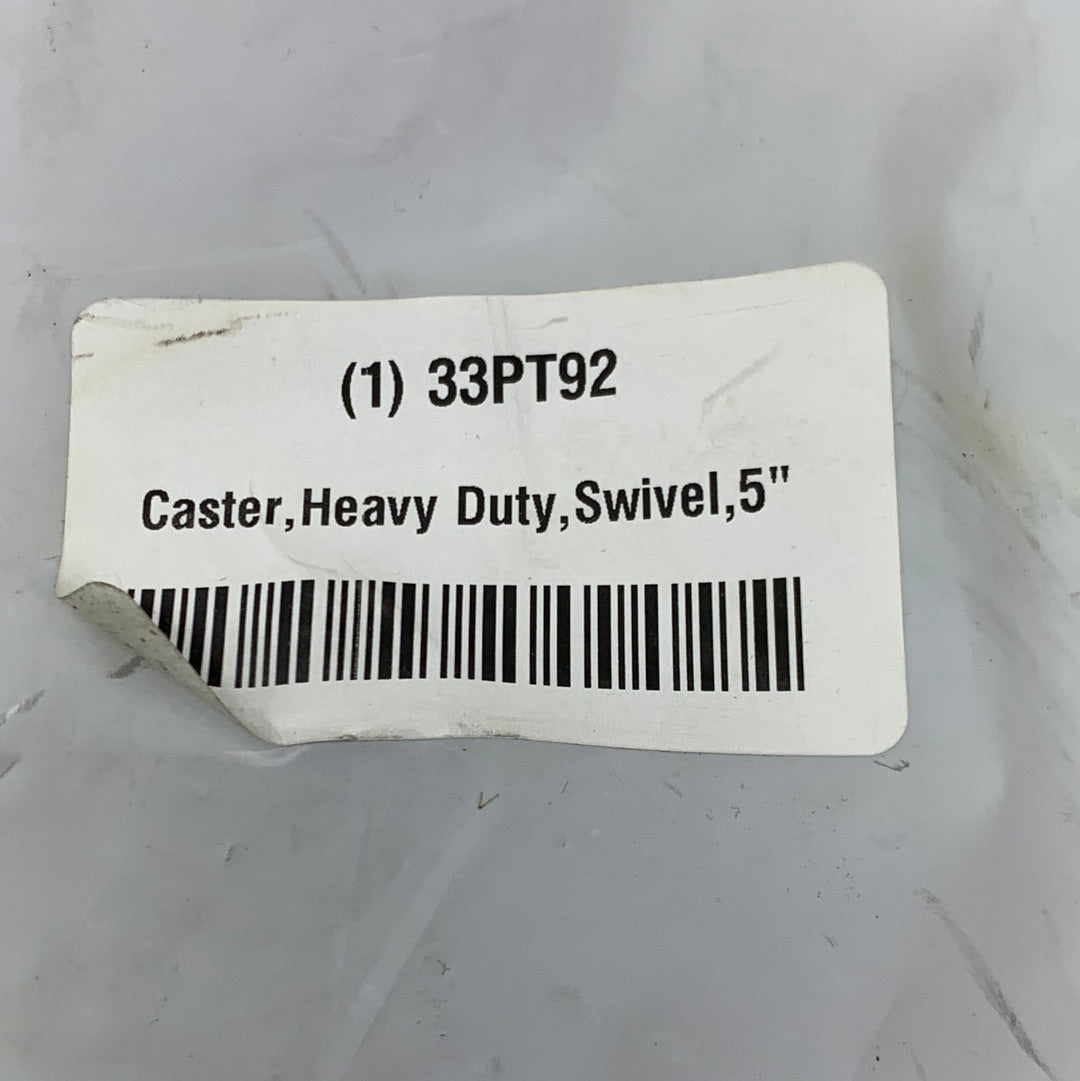 (1) 33PT92
Caster,Heavy Duty,Swivel,5"